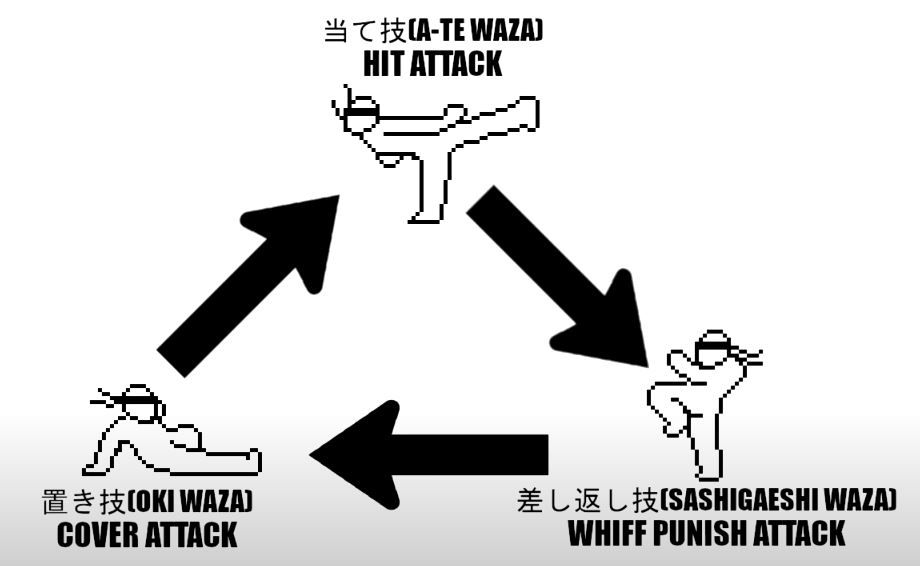 当て技(A-TE WAZA)
HIT ATTACK
置き技(OKI WAZA)
COVER ATTACK
差し返し技(SASHIGAESHI WAZA)
WHIFF PUNISH ATTACK